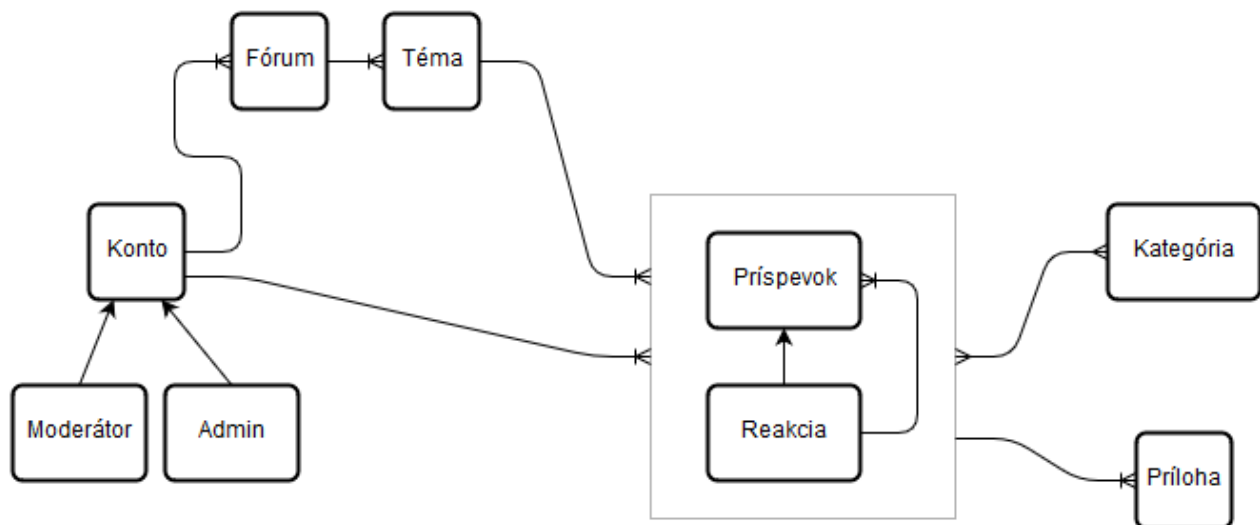 Fórum
Téma
Konto
Príspevok
Kategória
Moderátor
Admin
Reakcia
Príloha